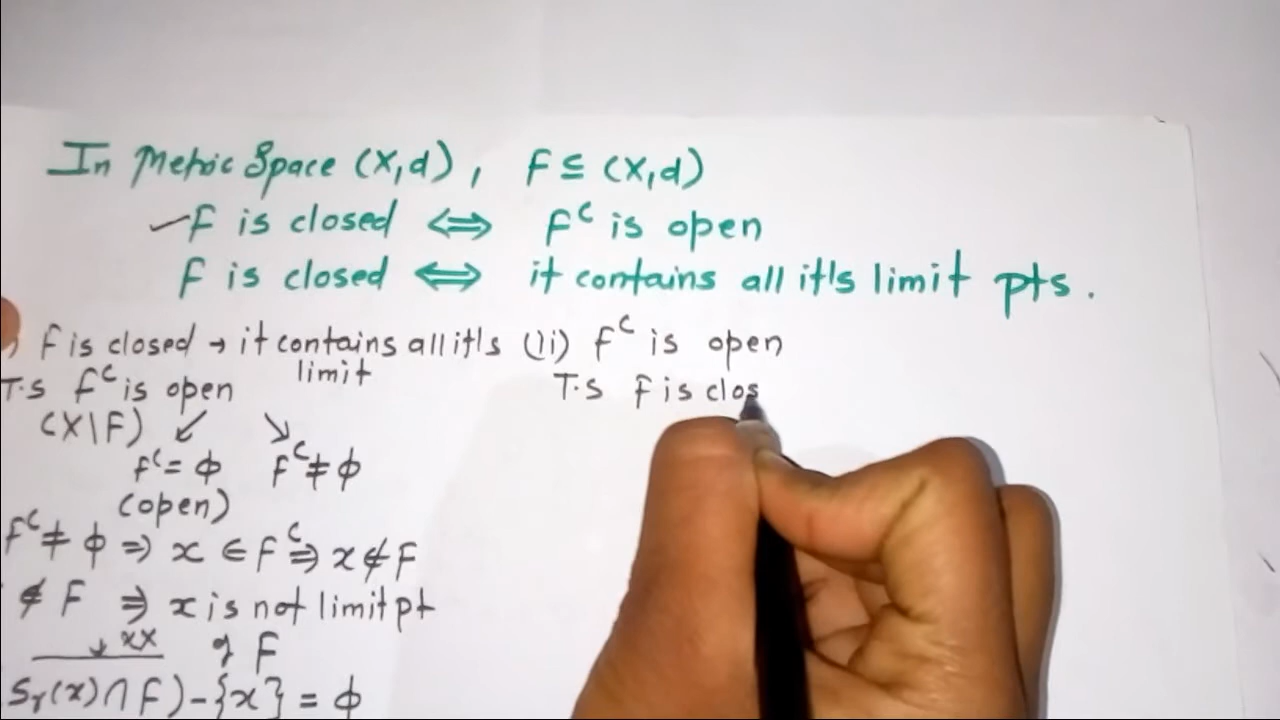 In Metric Space (X,d), F ⊆ (X,d)
F is closed ⇔ F^c is open
F is closed ⇔ it contains all it's limit pts.
) F is closed → it contains all it's limit
T.S F^c is open
(X\F) ↙ ↘
F^c = ϕ F^c ≠ ϕ
(open)
F^c ≠ ϕ ⇒ x ∈ F^c ⇒ x ∉ F
∉ F ⇒ x is not limit pt
of F
S_r(x) ∩ F) - {x} = ϕ
(ii) F^c is open
T.S F is clos